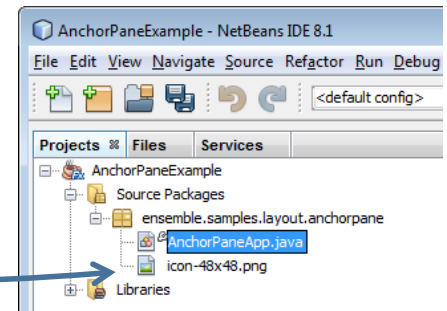 AnchorPaneExample - NetBeans IDE 8.1
File Edit View Navigate Source Refactor Run Debug
<default config>
Projects Files Services
AnchorPaneExample
Source Packages
ensemble.samples.layout.anchorpane
AnchorPaneApp.java
icon-48x48.png
Libraries